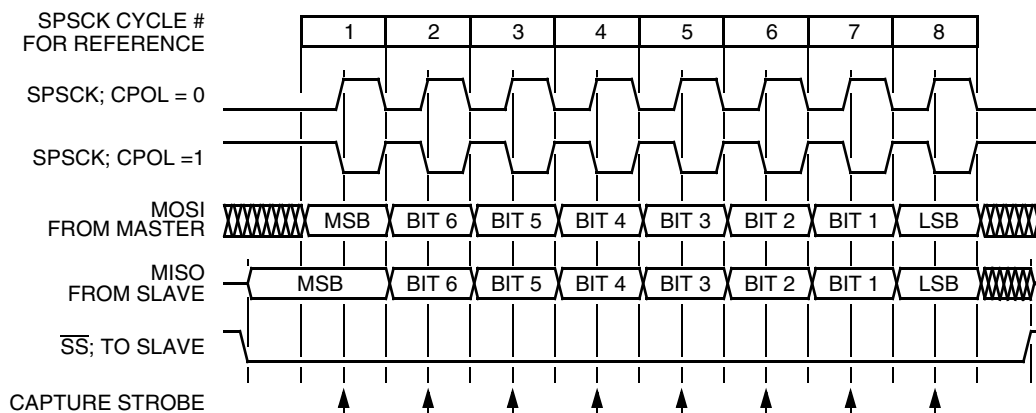 SPSCK CYCLE #
FOR REFERENCE
1 2 3 4 5 6 7 8
SPSCK; CPOL = 0
SPSCK; CPOL =1
MOSI
FROM MASTER
MSB BIT 6 BIT 5 BIT 4 BIT 3 BIT 2 BIT 1 LSB
MISO
FROM SLAVE
MSB BIT 6 BIT 5 BIT 4 BIT 3 BIT 2 BIT 1 LSB
SS; TO SLAVE
CAPTURE STROBE